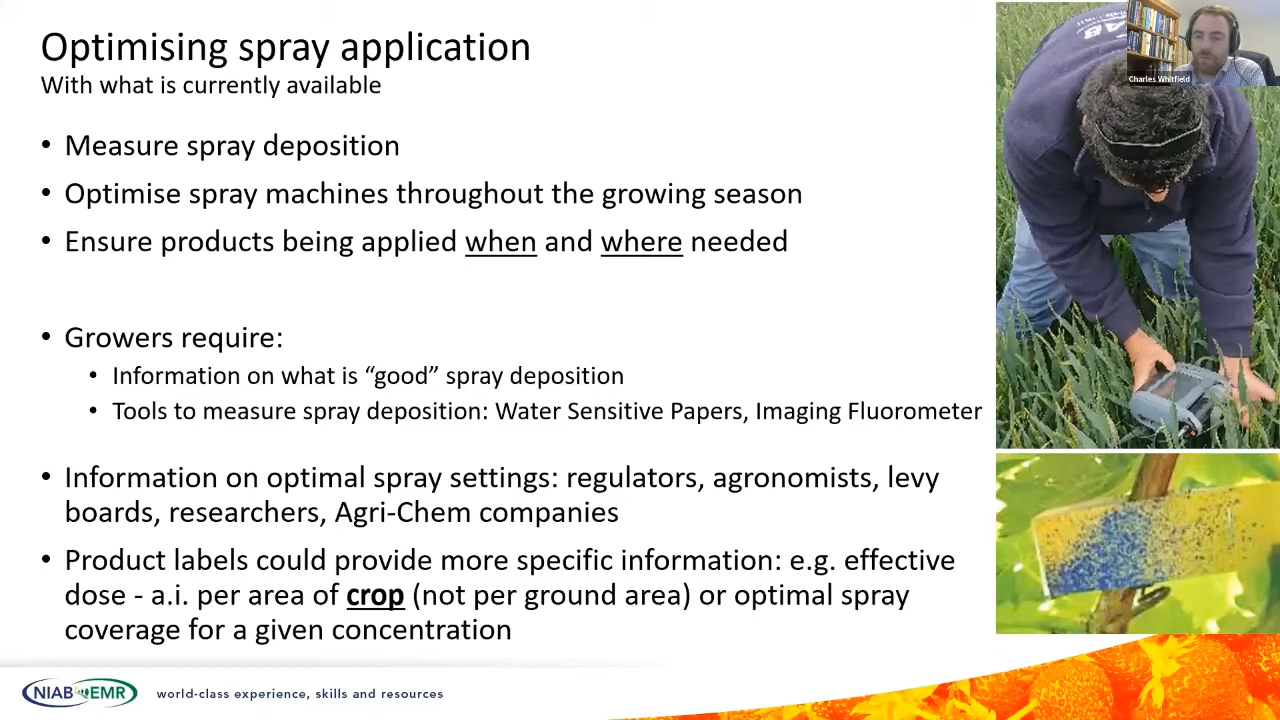 Optimising spray application
With what is currently available
• Measure spray deposition
• Optimise spray machines throughout the growing season
• Ensure products being applied when and where needed
• Growers require:
• Information on what is “good” spray deposition
• Tools to measure spray deposition: Water Sensitive Papers, Imaging Fluorometer
• Information on optimal spray settings: regulators, agronomists, levy
boards, researchers, Agri-Chem companies
• Product labels could provide more specific information: e.g. effective
dose - a.i. per area of crop (not per ground area) or optimal spray
coverage for a given concentration
Charles Whitfield
NIAB EMR
world-class experience, skills and resources